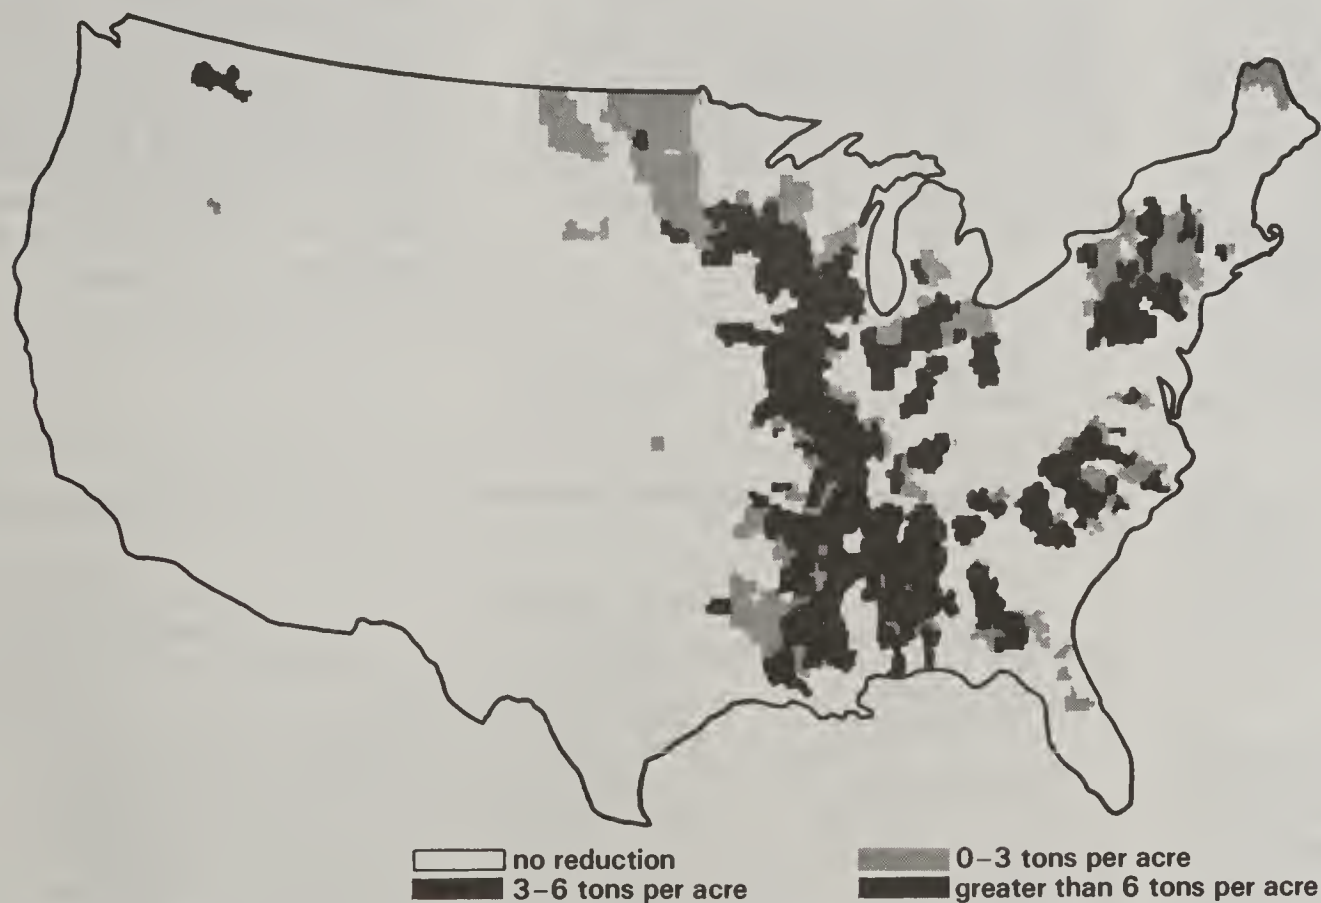 no reduction
0–3 tons per acre
3–6 tons per acre
greater than 6 tons per acre